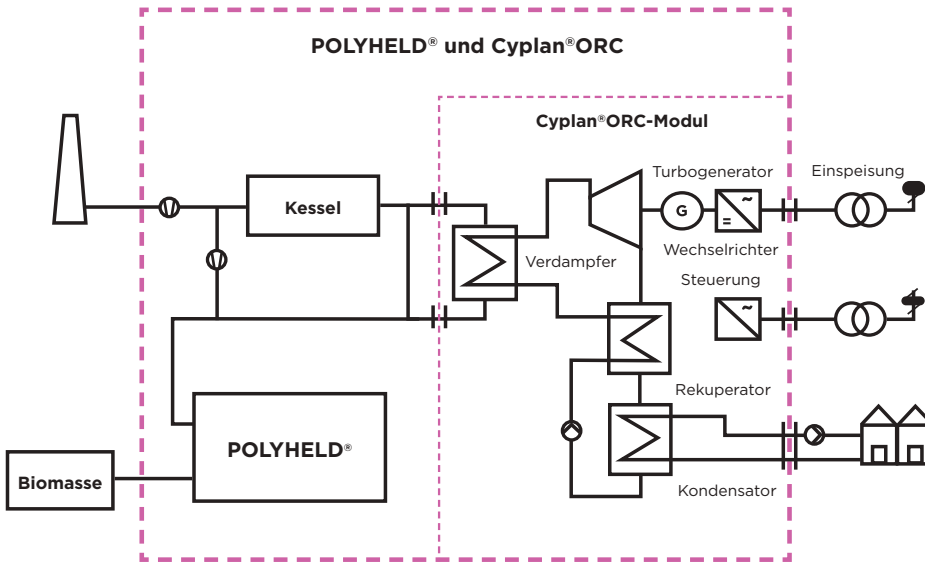 POLYHELD® und Cyplan®ORC
Cyplan®ORC-Modul
Turbogenerator
Einspeisung
Kessel
G
~
=
Wechselrichter
Verdampfer
Steuerung
~
Rekuperator
POLYHELD®
Biomasse
Kondensator